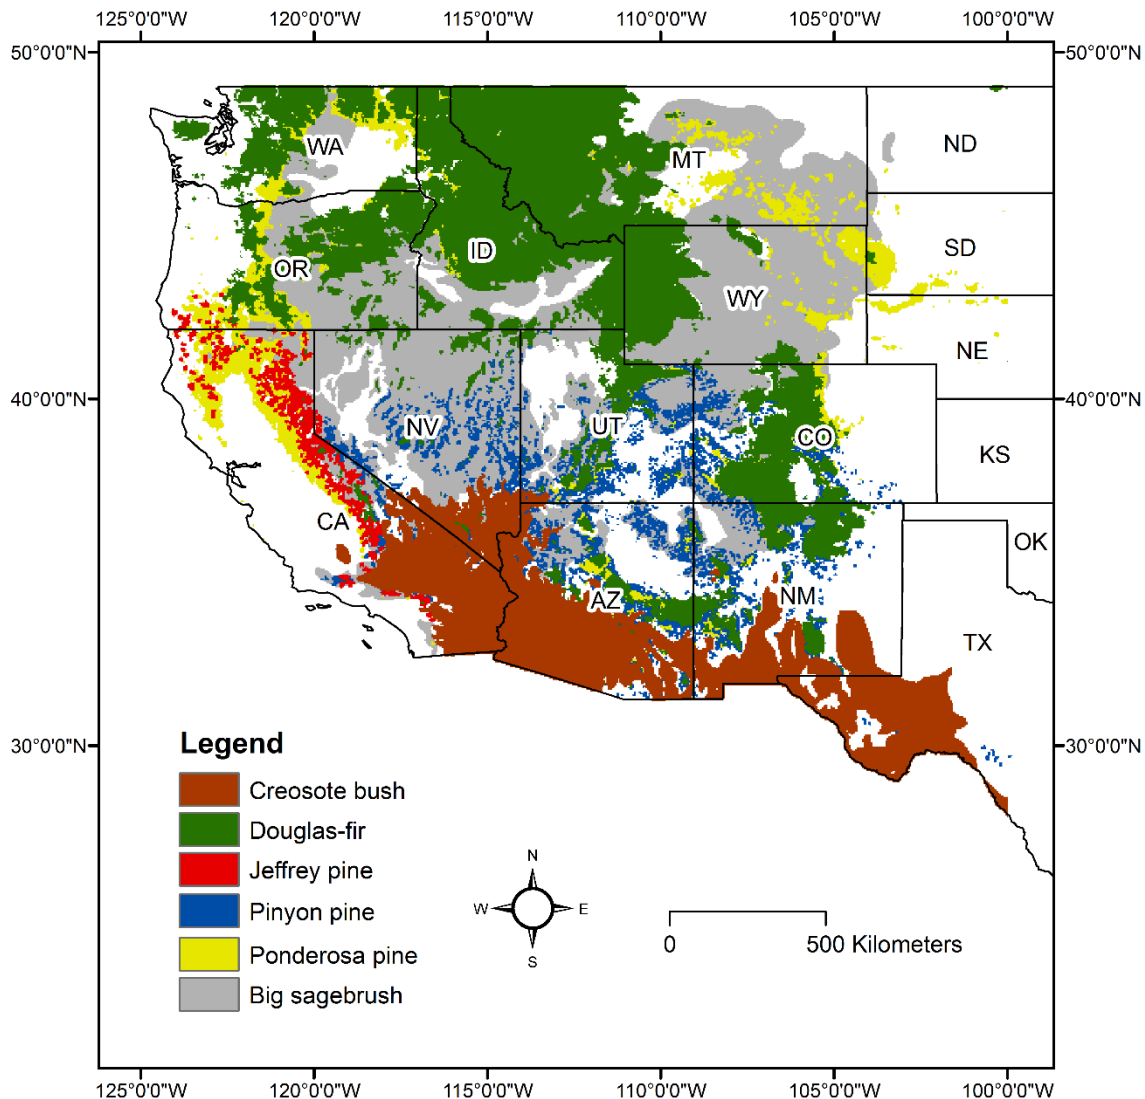 125°0'0"W 120°0'0"W 115°0'0"W 110°0'0"W 105°0'0"W 100°0'0"W
50°0'0"N 50°0'0"N
WA
MT
ND
ID
SD
OR
WY
NE
40°0'0"N 40°0'0"N
NV
UT
CO
KS
CA
OK
AZ
NM
TX
30°0'0"N 30°0'0"N
Legend
Creosote bush
Douglas-fir
Jeffrey pine
Pinyon pine
Ponderosa pine
Big sagebrush
N
W E
S
0 500 Kilometers
125°0'0"W 120°0'0"W 115°0'0"W 110°0'0"W 105°0'0"W 100°0'0"W